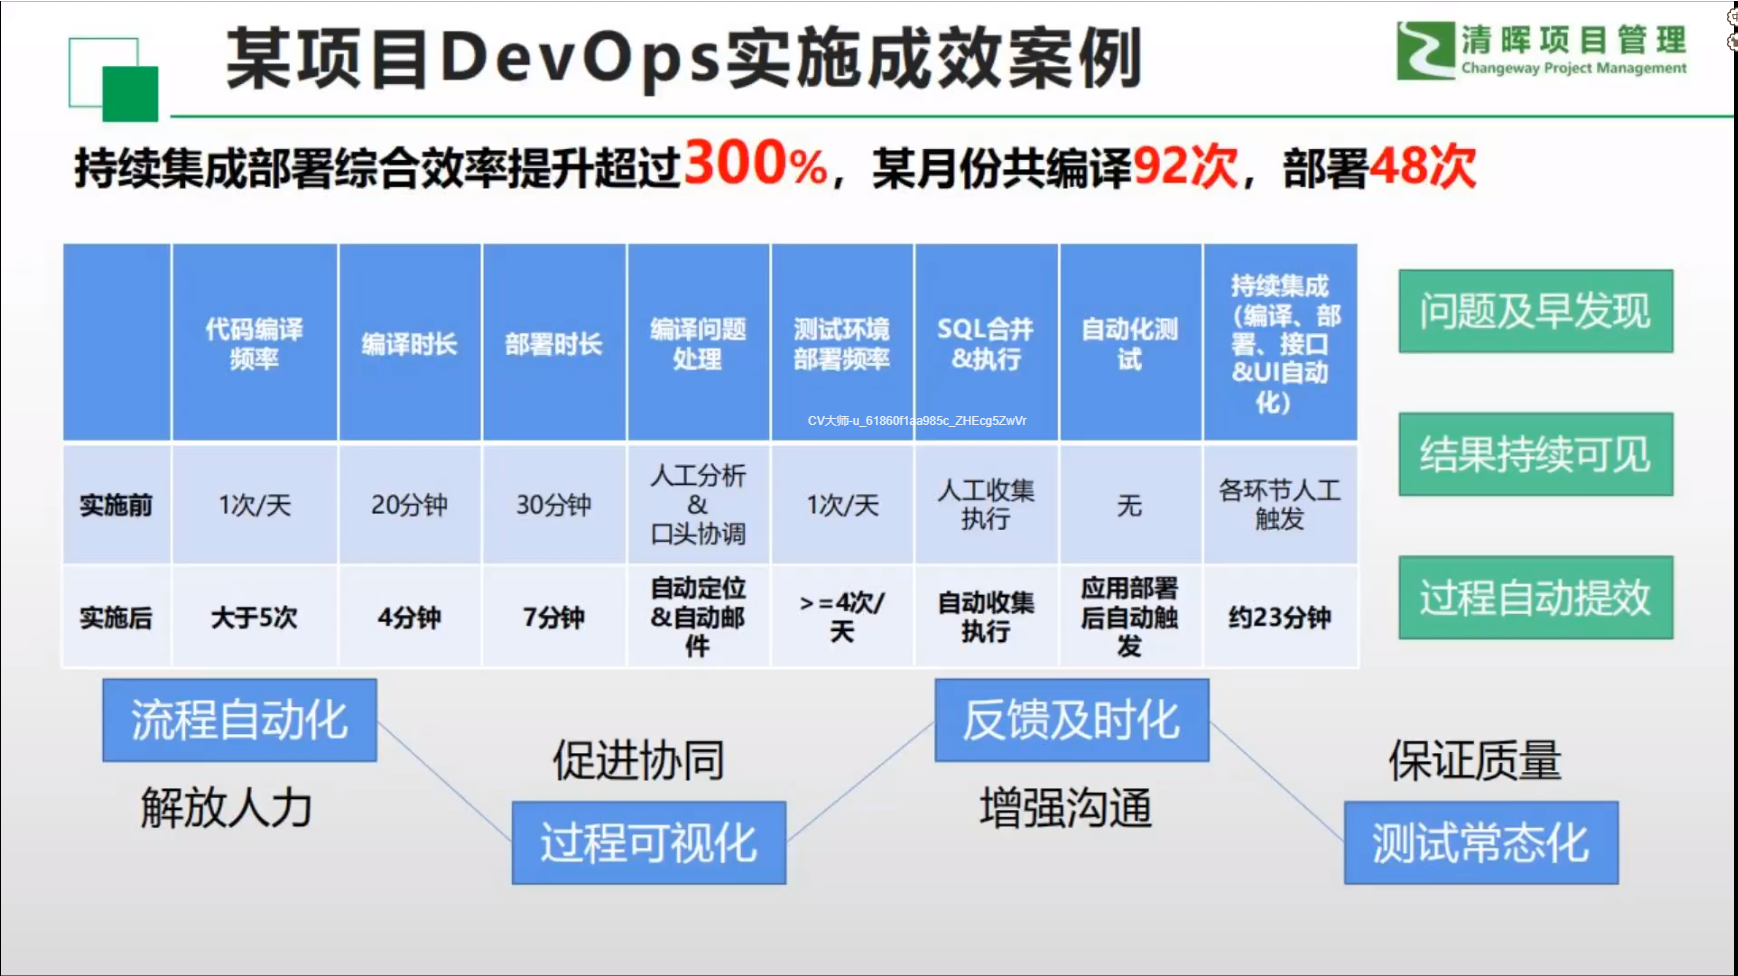 某项目DevOps实施成效案例
清晖项目管理
Changeway Project Management
持续集成部署综合效率提升超过300%，某月份共编译92次，部署48次
代码编译
频率
编译时长
部署时长
编译问题
处理
测试环境
部署频率
SQL合并
&执行
自动化测
试
持续集成
（编译、部
署、接口
&UI自动
化）
CV大师-u_61860f1aa985c_ZHEcg5ZwVr
实施前
1次/天
20分钟
30分钟
人工分析
&
口头协调
1次/天
人工收集
执行
无
各环节人工
触发
实施后
大于5次
4分钟
7分钟
自动定位
&自动邮
件
>=4次/
天
自动收集
执行
应用部署
后自动触
发
约23分钟
问题及早发现
结果持续可见
过程自动提效
流程自动化
解放人力
促进协同
过程可视化
反馈及时化
增强沟通
保证质量
测试常态化